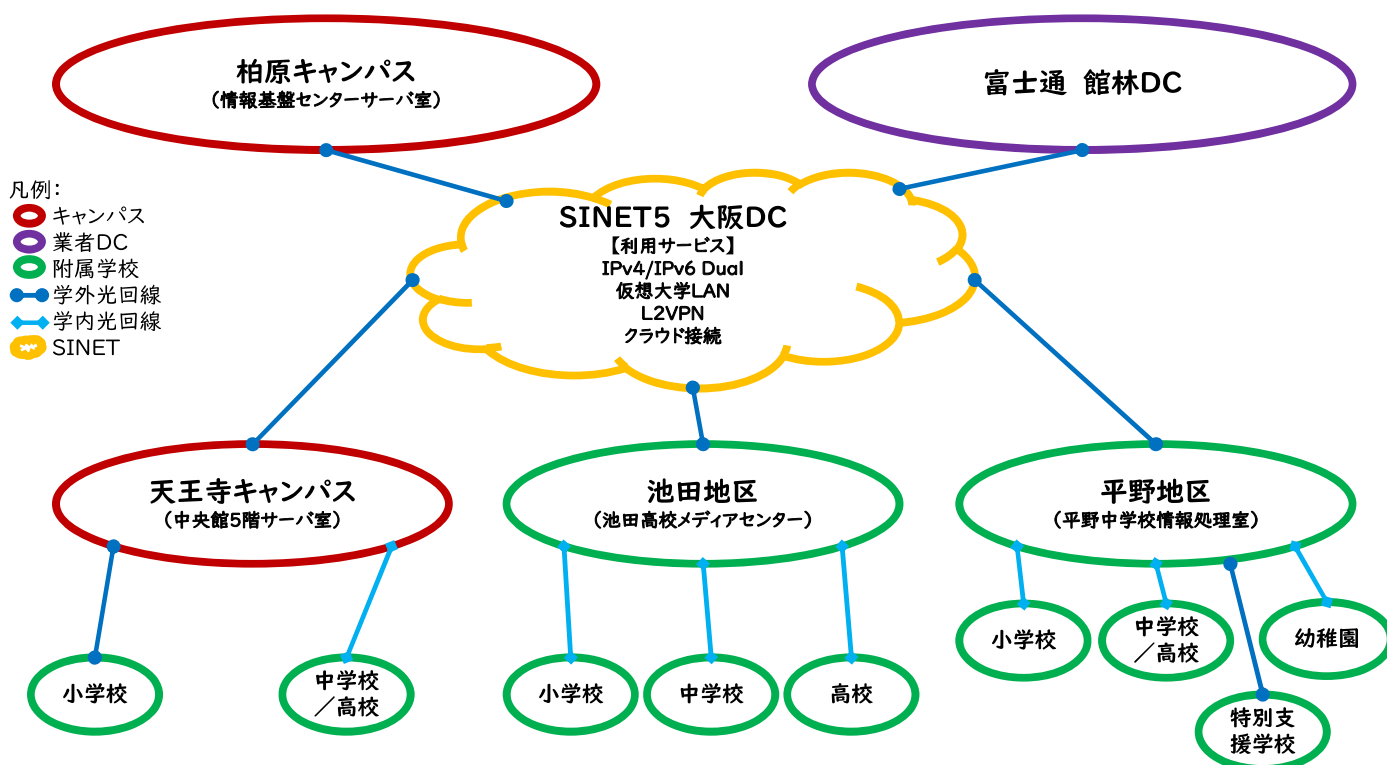 柏原キャンパス
（情報基盤センターサーバ室）
富士通 館林DC
凡例：
キャンパス
業者DC
附属学校
学外光回線
学内光回線
SINET
SINET5 大阪DC
【利用サービス】
IPv4/IPv6 Dual
仮想大学LAN
L2VPN
クラウド接続
天王寺キャンパス
（中央館5階サーバ室）
池田地区
（池田高校メディアセンター）
平野地区
（平野中学校情報処理室）
小学校
中学校
／高校
小学校
中学校
高校
小学校
中学校
／高校
特別支
援学校
幼稚園